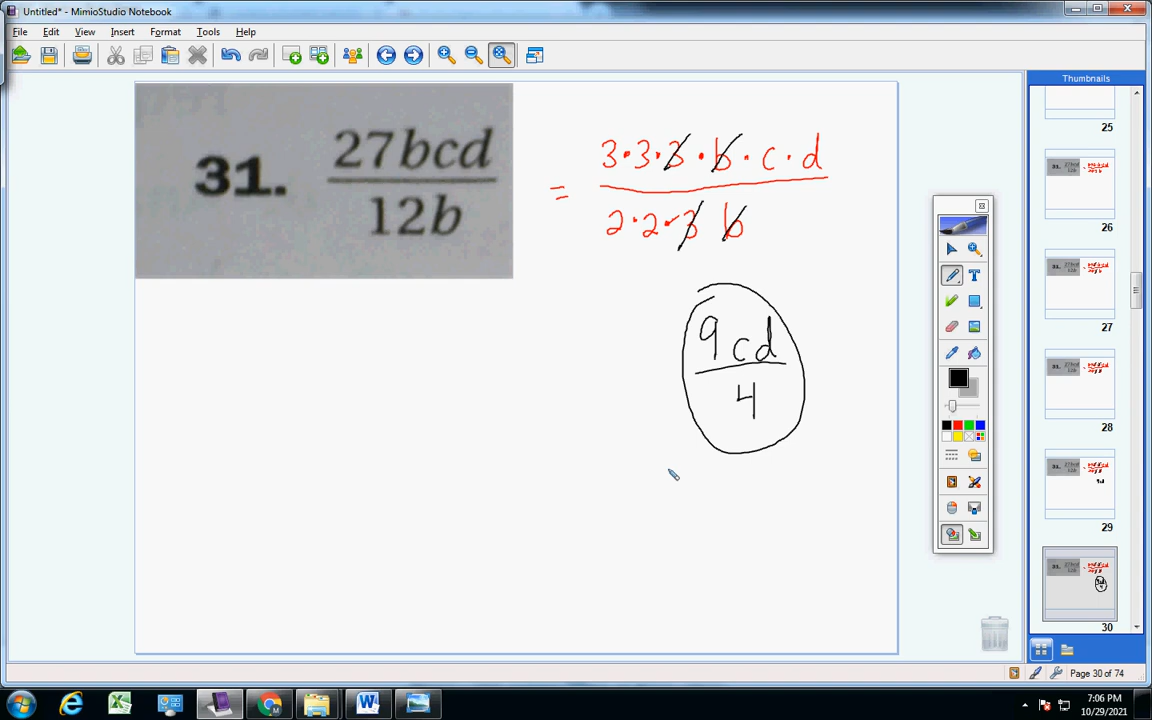 Untitled* - MimioStudio Notebook
File Edit View Insert Format Tools Help
Thumbnails
31. 27bcd
12b
= 3·3·3·b·c·d
2·2·3 b
9cd
4
25
26
27
28
29
30
Page 30 of 74
7:06 PM
10/29/2021